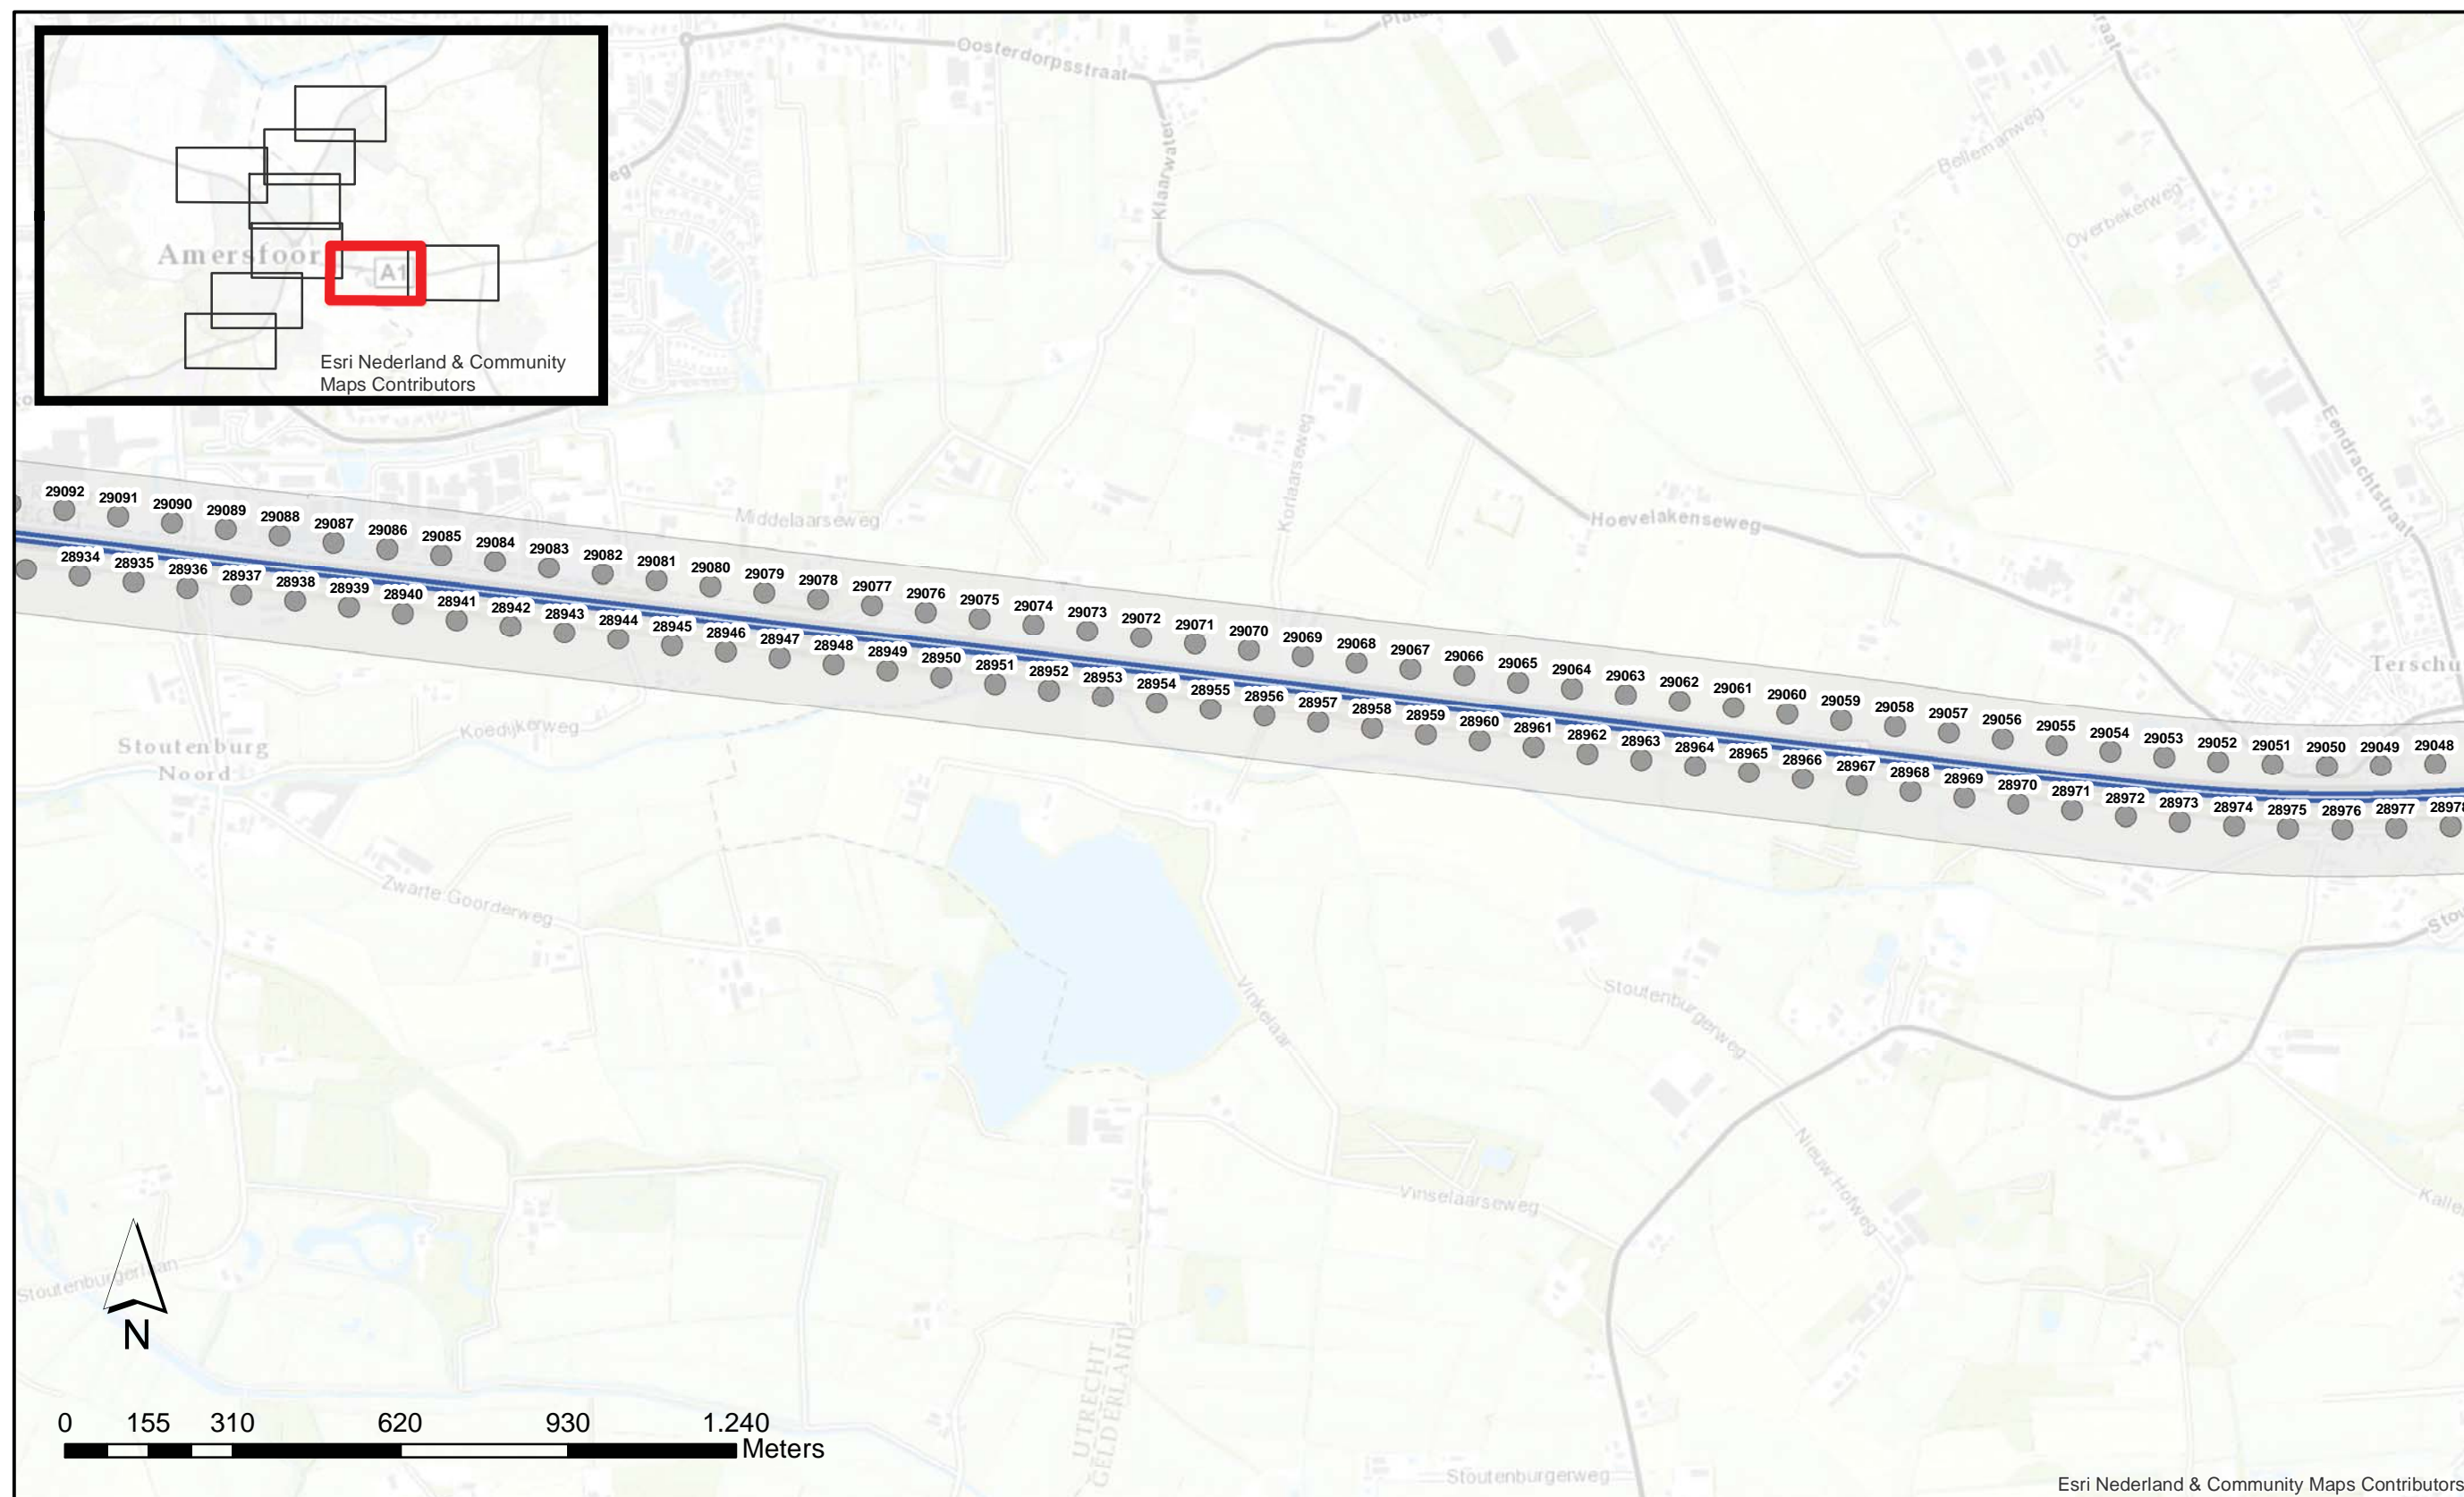 Oosterdorpsstraat
Klaarwater
Bellemanweg
Overbekerweg
Amersfoor
A1
Esri Nederland & Community
Maps Contributors
Eendrachtstraat
Korlaarseweg
Middelaarseweg
Hoevelakenseweg
29092 29091 29090 29089 29088 29087 29086 29085 29084 29083 29082 29081 29080 29079 29078 29077 29076 29075 29074 29073 29072 29071 29070 29069 29068 29067 29066 29065 29064 29063 29062 29061 29060 29059 29058 29057 29056 29055 29054 29053 29052 29051 29050 29049 29048
28934 28935 28936 28937 28938 28939 28940 28941 28942 28943 28944 28945 28946 28947 28948 28949 28950 28951 28952 28953 28954 28955 28956 28957 28958 28959 28960 28961 28962 28963 28964 28965 28966 28967 28968 28969 28970 28971 28972 28973 28974 28975 28976 28977 28978
Terschu
Koedijkerweg
Stoutenburg
Noord
Zwarte Goorderweg
Stou
Vinkelaar
Stoutenburgerweg
Nieuw Hofweg
Vinselaarseweg
Kalle
Stoutenburgerlaan
N
UTRECHT
GELDERLAND
0 155 310 620 930 1.240
Meters
Stoutenburgerweg
Esri Nederland & Community Maps Contributors